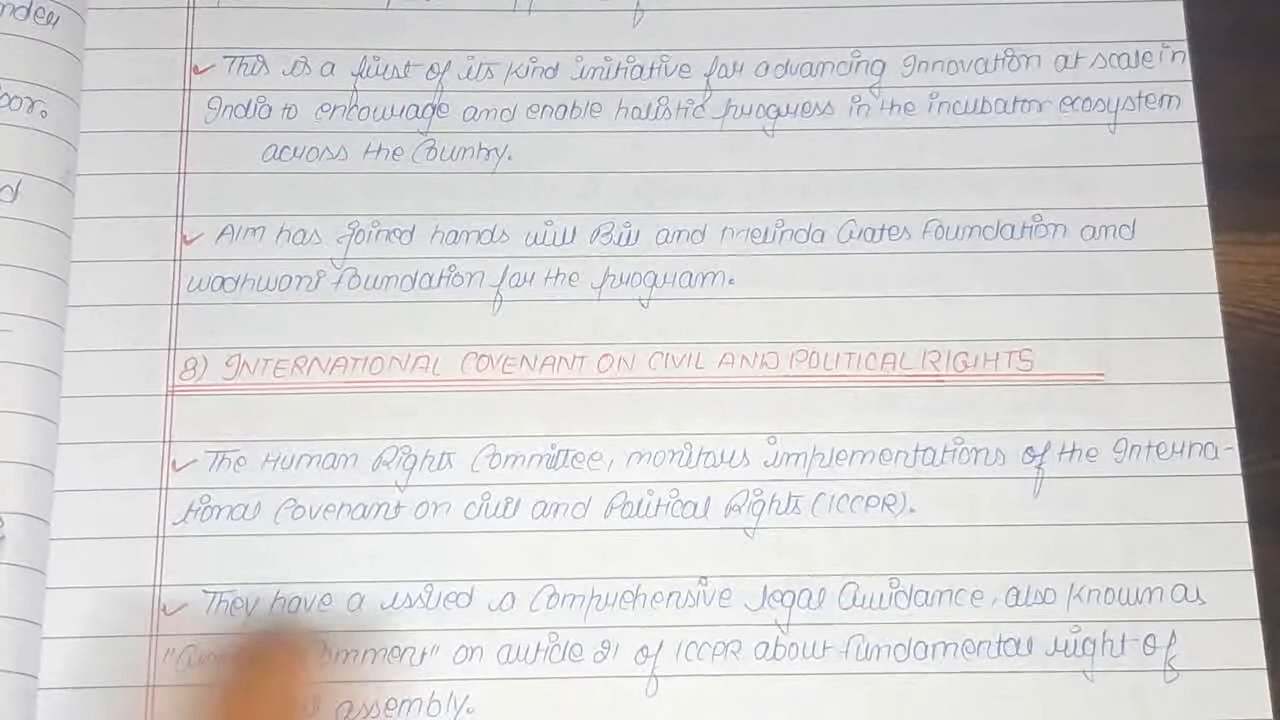 ndeu
✓ This is a first of its kind initiative for advancing Innovation at scale in
oor.
India to encourage and enable holistic progress in the incubator ecosystem
across the Country.
d
✓ AIM has joined hands will Bill and Melinda Gates Foundation and
wadhwani foundation for the program.
8) INTERNATIONAL COVENANT ON CIVIL AND POLITICAL RIGHTS
✓ The Human Rights Committee, monitors implementations of the Interna-
tional Covenant on civil and Political Rights (ICCPR).
✓ They have a issued a Comprehensive legal Guidance, also known as
omment" on article 21 of ICCPR about fundamental right of
assembly.